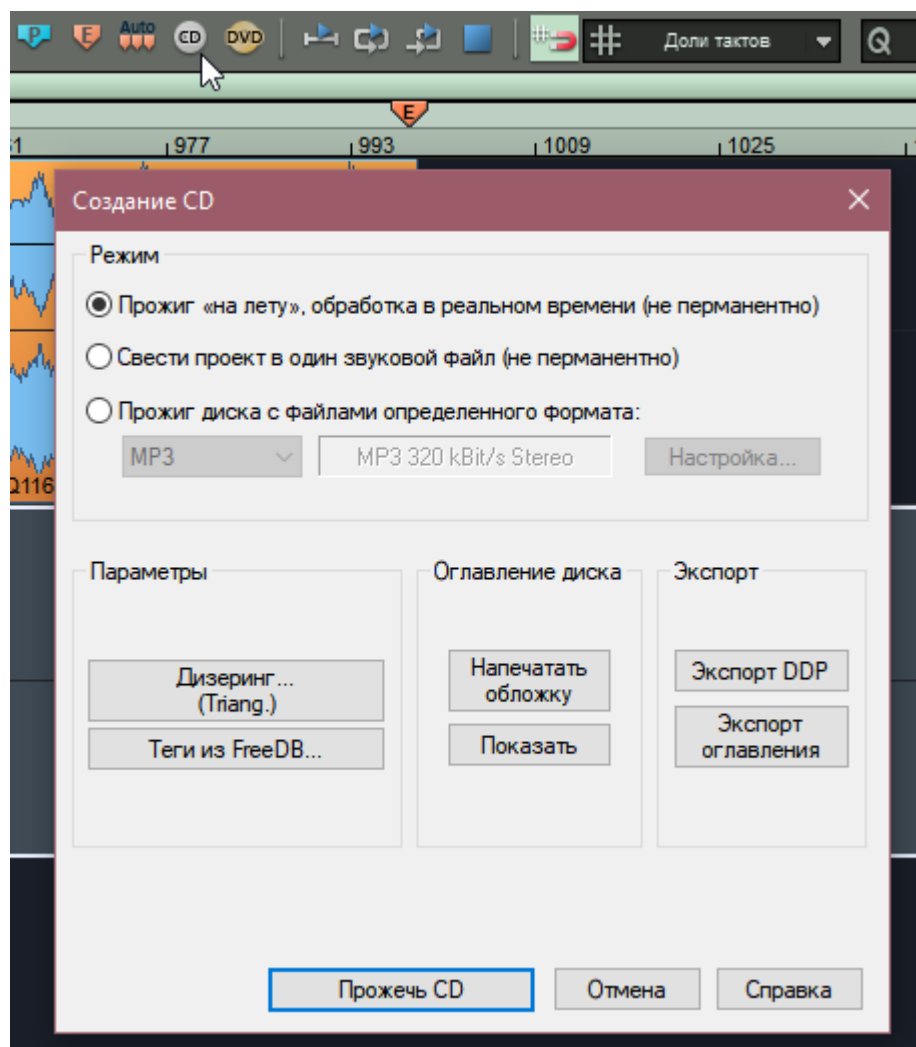 P E Auto CD DVD Доли тактов Q
E
977 993 1009 1025
Создание CD
Режим
Прожиг «на лету», обработка в реальном времени (не перманентно)
Свести проект в один звуковой файл (не перманентно)
Прожиг диска с файлами определенного формата:
MP3 MP3 320 kBit/s Stereo Настройка...
Q116
Параметры
Дизеринг...
(Triang.)
Теги из FreeDB...
Оглавление диска
Напечатать
обложку
Показать
Экспорт
Экспорт DDP
Экспорт
оглавления
Прожечь CD Отмена Справка